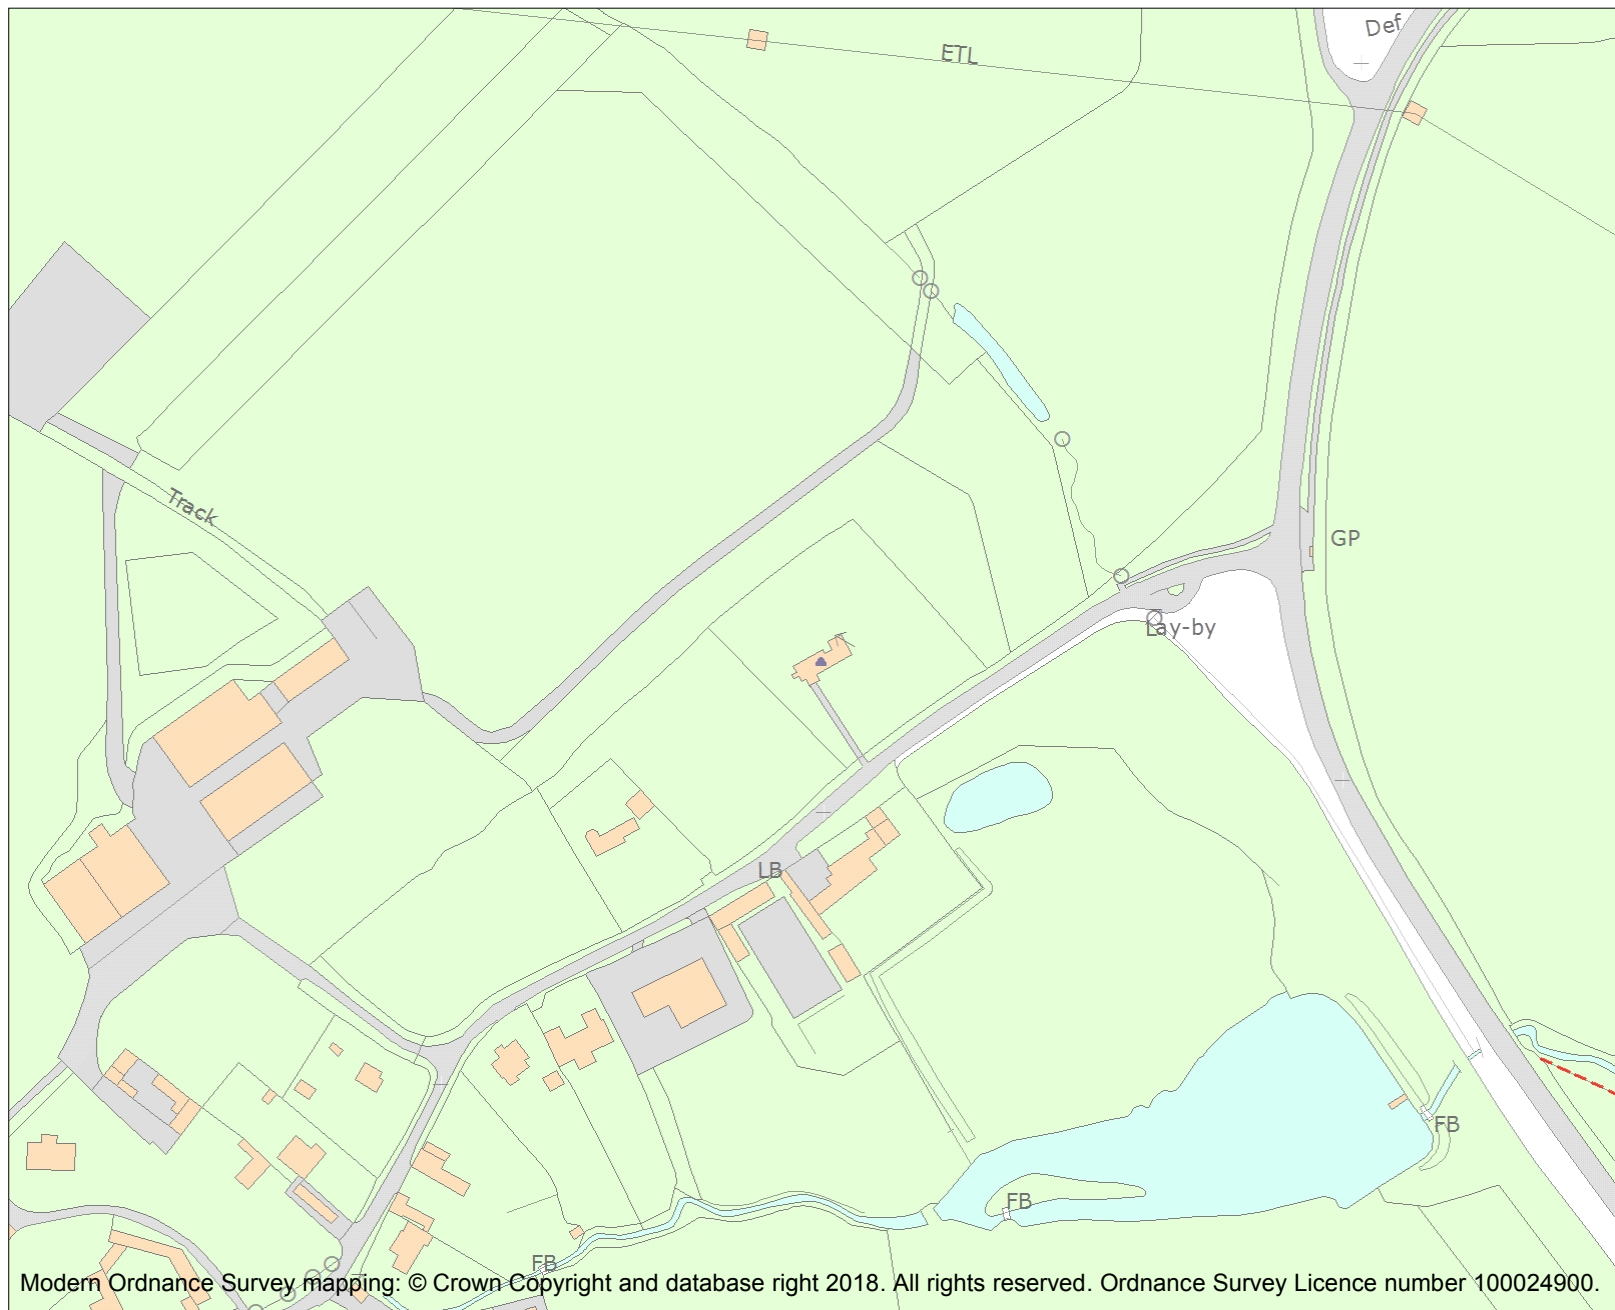 Def
ETL
Track
GP
Lay-by
LB
FB
FB
FB
Modern Ordnance Survey mapping: © Crown Copyright and database right 2018. All rights reserved. Ordnance Survey Licence number 100024900.